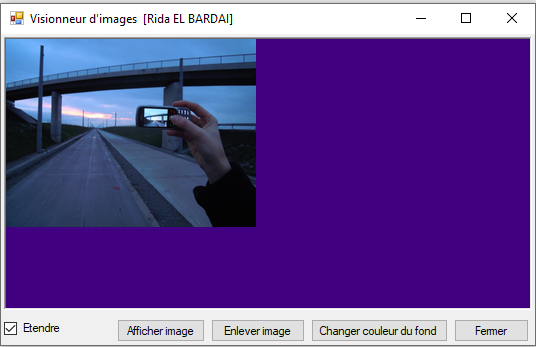 Visionneur d'images [Rida EL BARDAI]
Etendre
Afficher image
Enlever image
Changer couleur du fond
Fermer